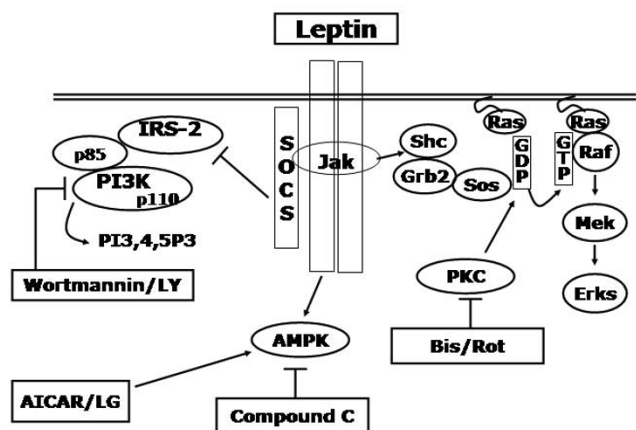 Leptin
IRS-2
p85
PI3K
p110
PI3,4,5P3
Wortmannin/LY
SOCS
Jak
Shc
Grb2
Sos
Ras
GDP
Ras
GTP
Raf
Mek
Erks
PKC
Bis/Rot
AMPK
AICAR/LG
Compound C